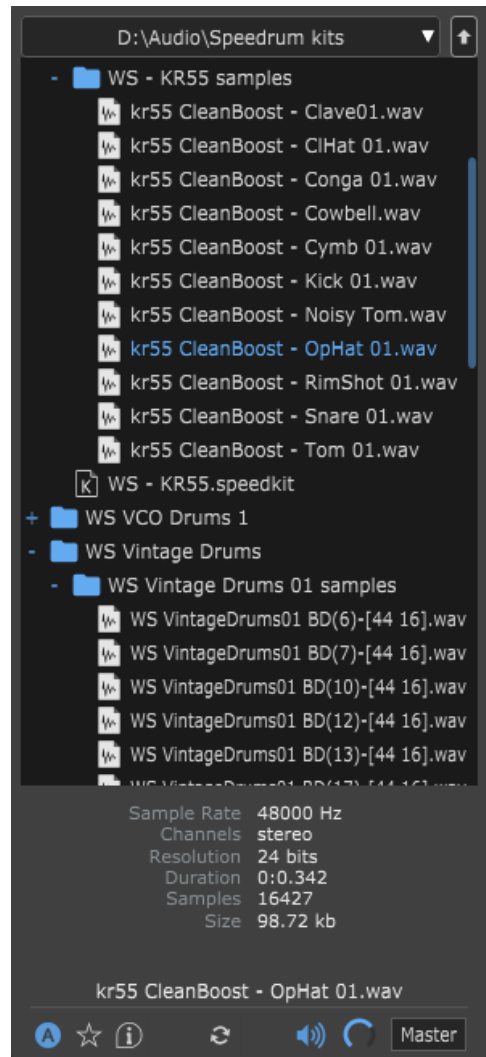 D:\Audio\Speedrum kits
- WS - KR55 samples
kr55 CleanBoost - Clave01.wav
kr55 CleanBoost - ClHat 01.wav
kr55 CleanBoost - Conga 01.wav
kr55 CleanBoost - Cowbell.wav
kr55 CleanBoost - Cymb 01.wav
kr55 CleanBoost - Kick 01.wav
kr55 CleanBoost - Noisy Tom.wav
kr55 CleanBoost - OpHat 01.wav
kr55 CleanBoost - RimShot 01.wav
kr55 CleanBoost - Snare 01.wav
kr55 CleanBoost - Tom 01.wav
K WS - KR55.speedkit
+ WS VCO Drums 1
- WS Vintage Drums
- WS Vintage Drums 01 samples
WS VintageDrums01 BD(6)-[44 16].wav
WS VintageDrums01 BD(7)-[44 16].wav
WS VintageDrums01 BD(10)-[44 16].wav
WS VintageDrums01 BD(12)-[44 16].wav
WS VintageDrums01 BD(13)-[44 16].wav
WS VintageDrums01 BD(17)-[44 16].wav
Sample Rate 48000 Hz
Channels stereo
Resolution 24 bits
Duration 0:0.342
Samples 16427
Size 98.72 kb
kr55 CleanBoost - OpHat 01.wav
A i Master